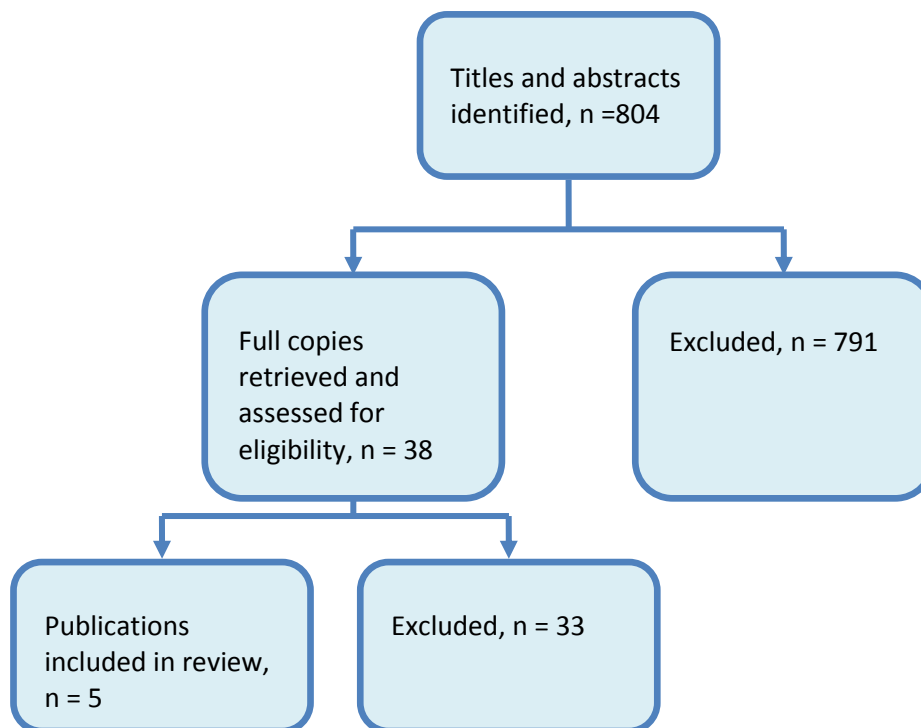 Titles and abstracts
identified, n =804
Full copies
retrieved and
assessed for
eligibility, n = 38
Excluded, n = 791
Publications
included in review,
n = 5
Excluded, n = 33